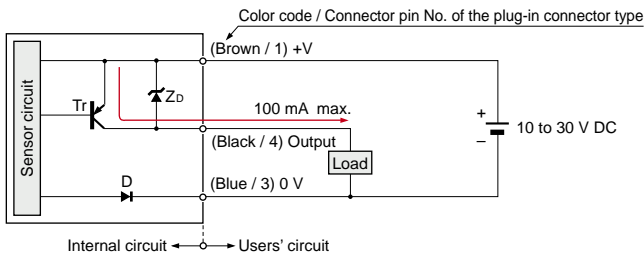 Color code / Connector pin No. of the plug-in connector type
(Brown / 1) +V
Sensor circuit
Tr
ZD
100 mA max.
+
10 to 30 V DC
–
(Black / 4) Output
Load
D
(Blue / 3) 0 V
Internal circuit
Users' circuit